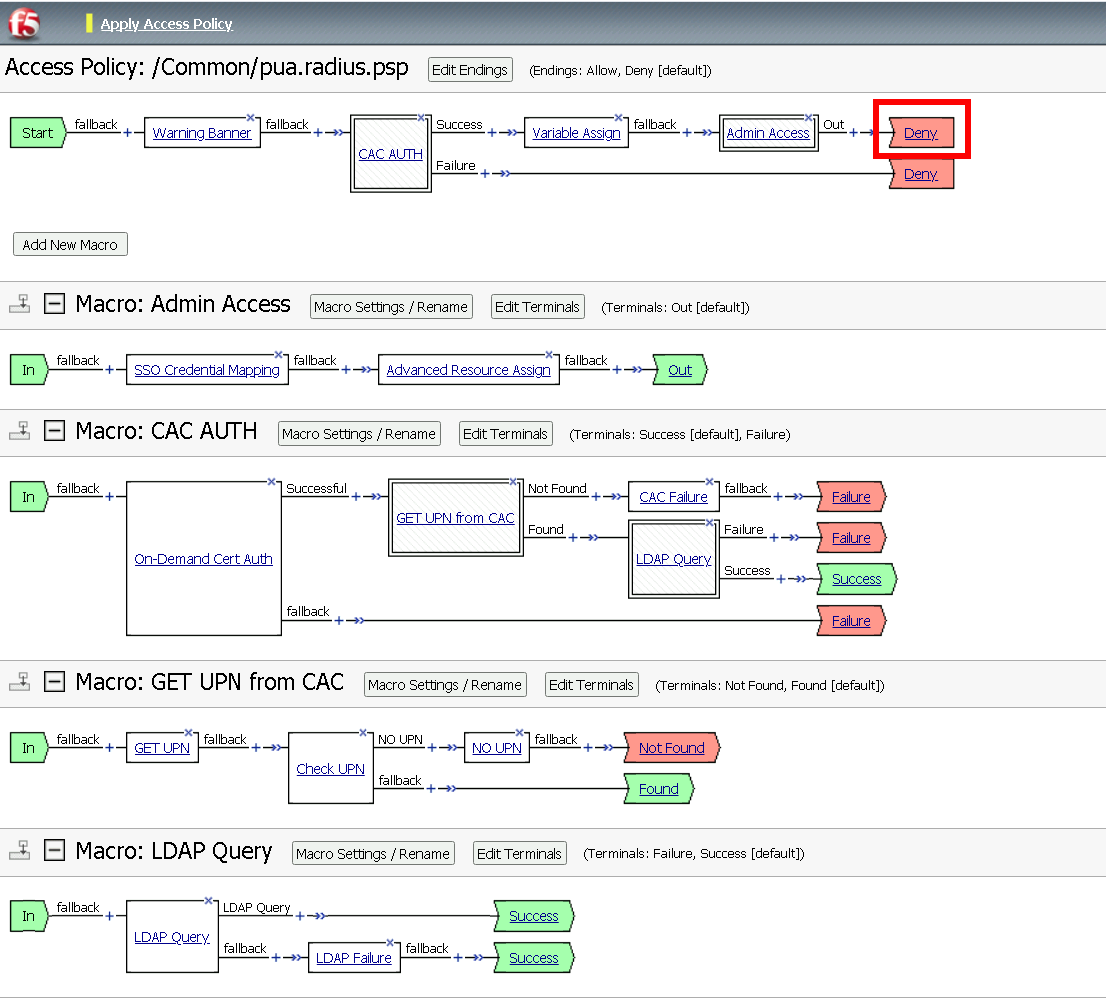 f5 Apply Access Policy
Access Policy: /Common/pua.radius.psp Edit Endings (Endings: Allow, Deny [default])
Start fallback + Warning Banner fallback + CAC AUTH Success + Variable Assign fallback + Admin Access Out + Deny
Failure + Deny
Add New Macro
Macro: Admin Access Macro Settings / Rename Edit Terminals (Terminals: Out [default])
In fallback + SSO Credential Mapping fallback + Advanced Resource Assign fallback + Out
Macro: CAC AUTH Macro Settings / Rename Edit Terminals (Terminals: Success [default], Failure)
In fallback + On-Demand Cert Auth Successful + GET UPN from CAC Not Found + CAC Failure fallback + Failure
Found + LDAP Query Failure + Failure
Success + Success
fallback + Failure
Macro: GET UPN from CAC Macro Settings / Rename Edit Terminals (Terminals: Not Found, Found [default])
In fallback + GET UPN fallback + Check UPN NO UPN + NO UPN fallback + Not Found
fallback + Found
Macro: LDAP Query Macro Settings / Rename Edit Terminals (Terminals: Failure, Success [default])
In fallback + LDAP Query LDAP Query + Success
fallback + LDAP Failure fallback + Success